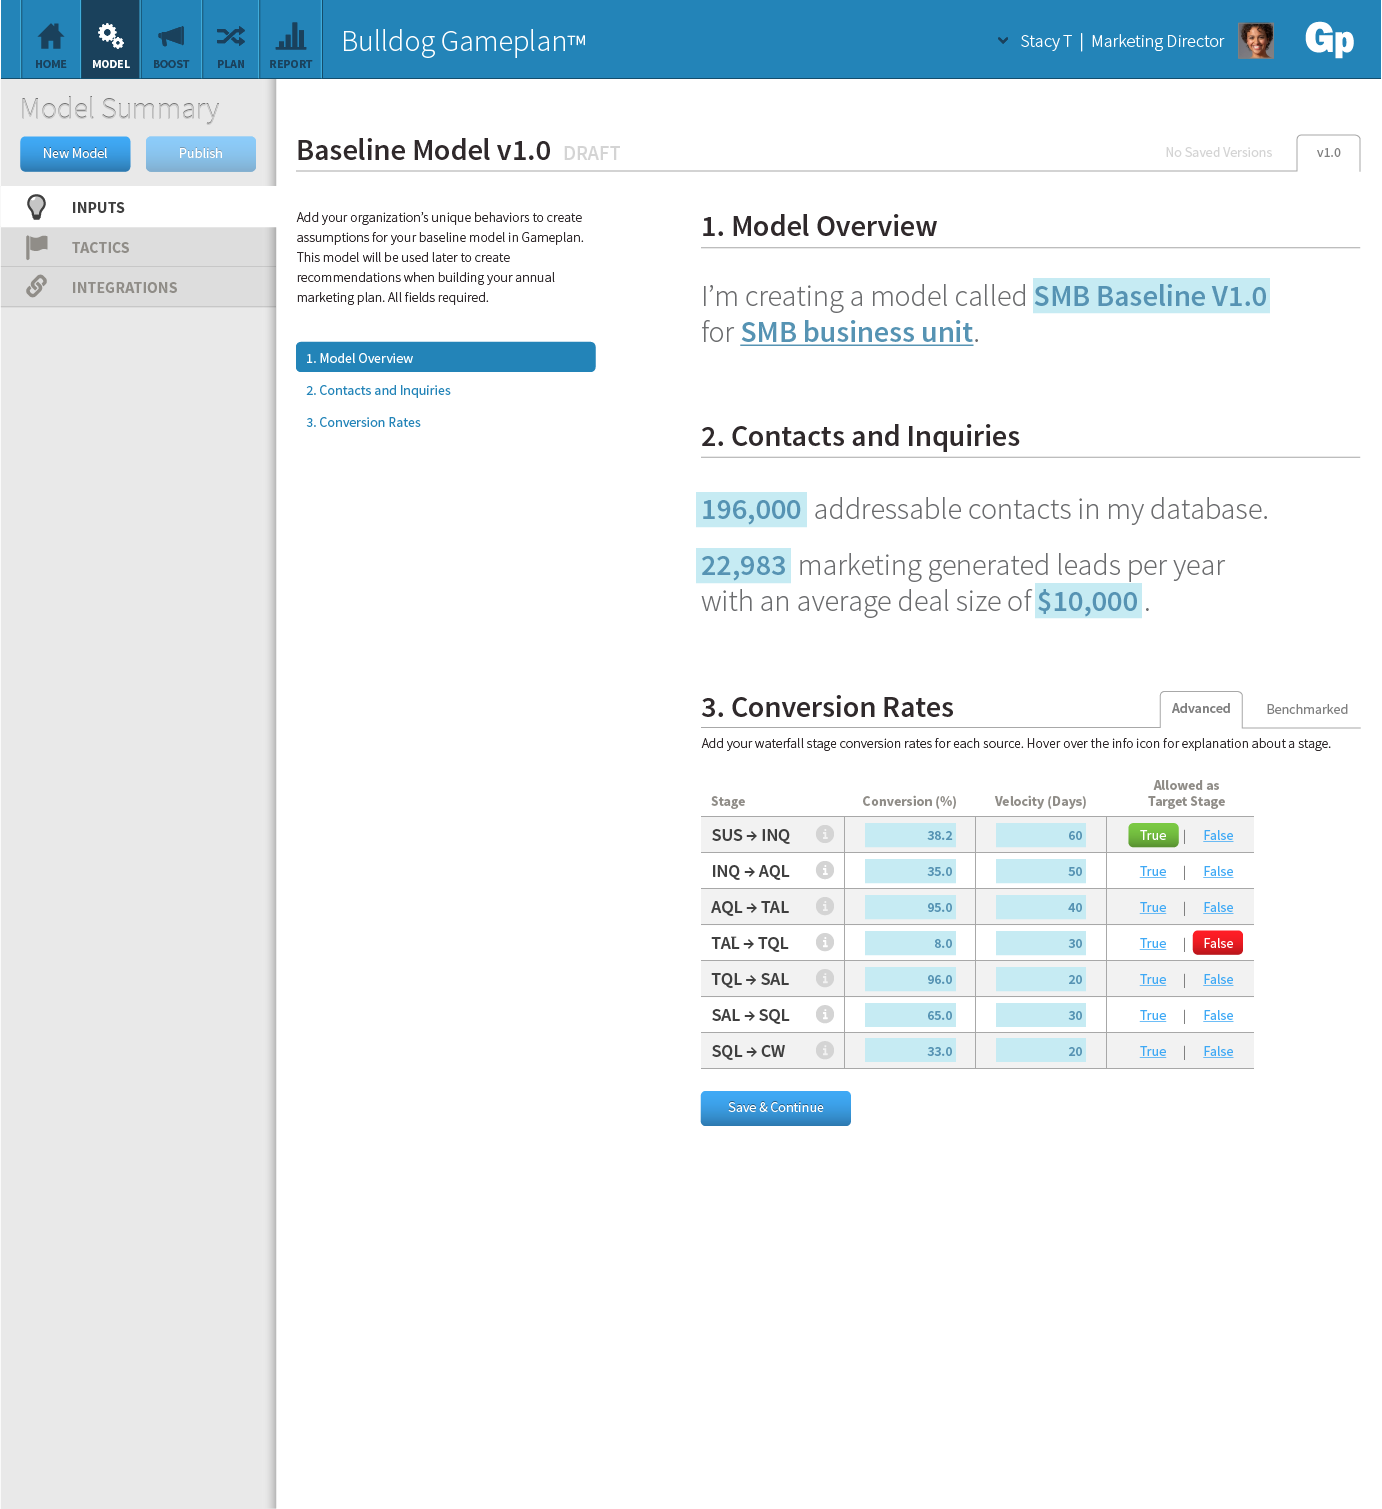 HOME MODEL BOOST PLAN REPORT
Bulldog Gameplan™
Stacy T | Marketing Director
Gp
Model Summary
New Model
Publish
INPUTS
TACTICS
INTEGRATIONS
Baseline Model v1.0 DRAFT
No Saved Versions
v1.0
Add your organization's unique behaviors to create
assumptions for your baseline model in Gameplan.
This model will be used later to create
recommendations when building your annual
marketing plan. All fields required.
1. Model Overview
2. Contacts and Inquiries
3. Conversion Rates
1. Model Overview
I'm creating a model called SMB Baseline V1.0
for SMB business unit.
2. Contacts and Inquiries
196,000 addressable contacts in my database.
22,983 marketing generated leads per year
with an average deal size of $10,000.
3. Conversion Rates
Advanced
Benchmarked
Add your waterfall stage conversion rates for each source. Hover over the info icon for explanation about a stage.
Allowed as
Stage Conversion (%) Velocity (Days) Target Stage
SUS → INQ i 38.2 60 True | False
INQ → AQL i 35.0 50 True | False
AQL → TAL i 95.0 40 True | False
TAL → TQL i 8.0 30 True | False
TQL → SAL i 96.0 20 True | False
SAL → SQL i 65.0 30 True | False
SQL → CW i 33.0 20 True | False
Save & Continue